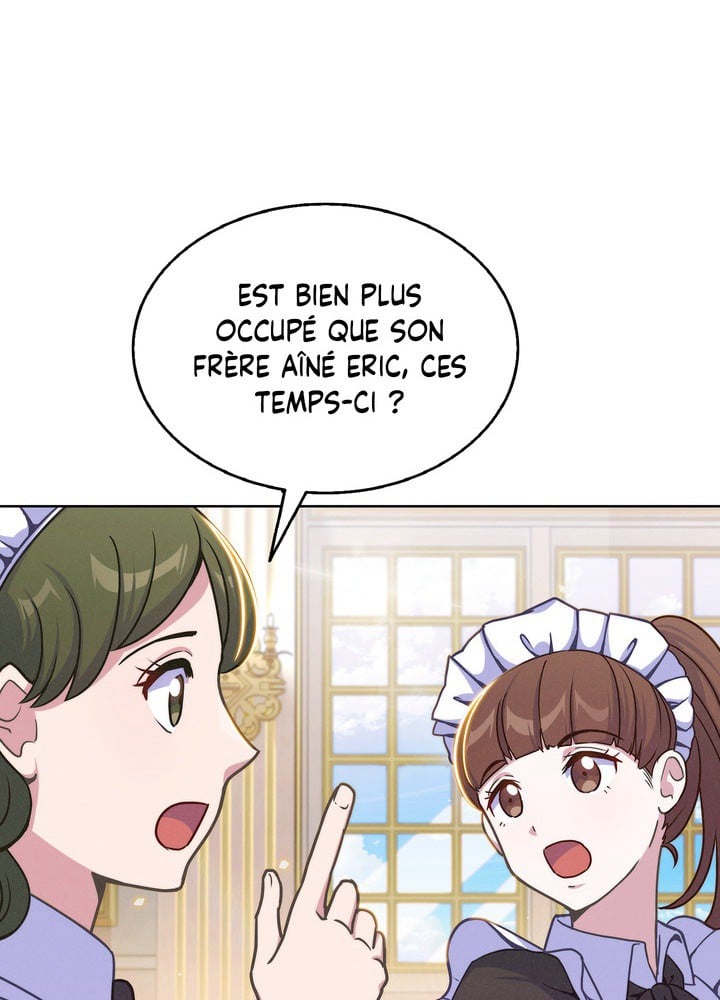 EST BIEN PLUS
OCCUPÉ QUE SON
FRÈRE AÎNÉ ERIC, CES
TEMPS-CI ?